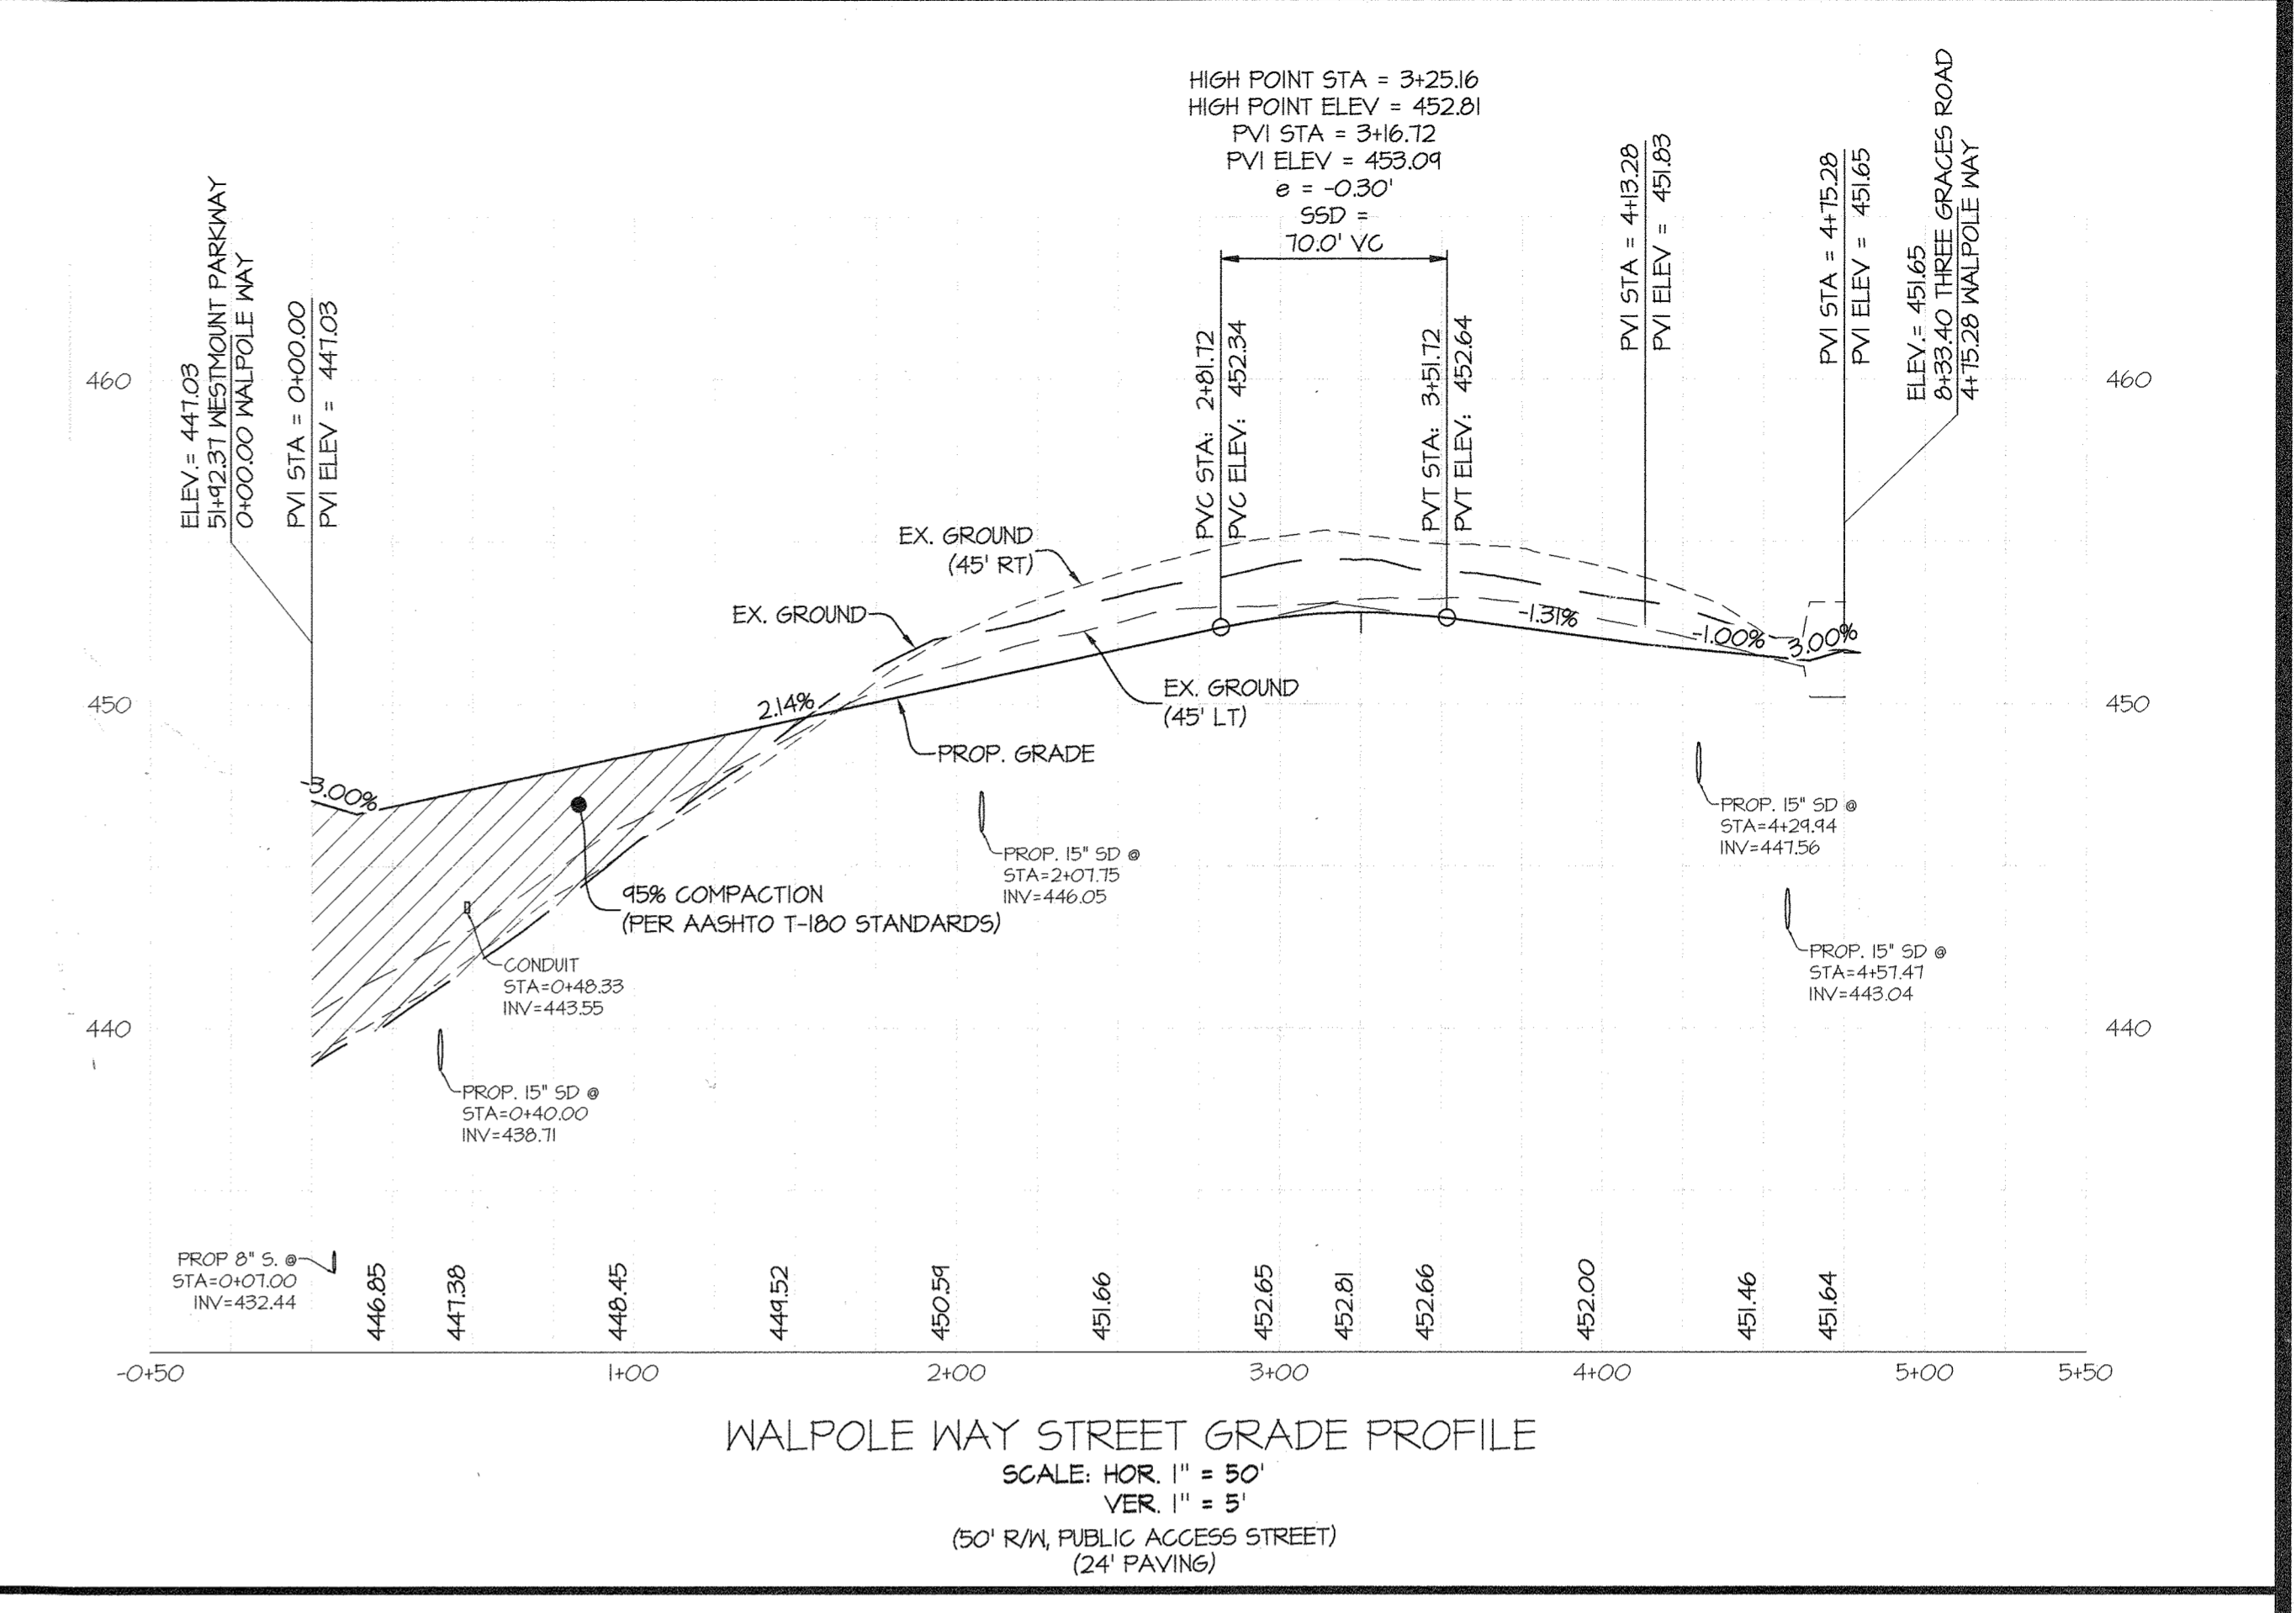 HIGH POINT STA = 3+25.16
HIGH POINT ELEV = 452.81
PVI STA = 3+16.72
PVI ELEV = 453.09
e = -0.30'
SSD =
70.0' VC
ELEV.= 447.03
51+92.37 WESTMOUNT PARKWAY
0+00.00 WALPOLE WAY
PVI STA = 0+00.00
PVI ELEV = 447.03
PVC STA: 2+81.72
PVC ELEV: 452.34
PVT STA: 3+51.72
PVT ELEV: 452.64
PVI STA = 4+13.28
PVI ELEV = 451.83
PVI STA = 4+75.28
PVI ELEV = 451.65
ELEV.= 451.65
8+33.40 THREE GRACES ROAD
4+75.28 WALPOLE WAY
460
460
EX. GROUND
(45' RT)
EX. GROUND
-1.31%
-1.00%
3.00%
EX. GROUND
(45' LT)
450
2.14%
450
PROP. GRADE
-3.00%
PROP. 15" SD @
STA=4+29.94
INV=447.56
PROP. 15" SD @
STA=2+07.75
INV=446.05
95% COMPACTION
(PER AASHTO T-180 STANDARDS)
PROP. 15" SD @
STA=4+57.47
INV=443.04
CONDUIT
STA=0+48.33
INV=443.55
440
440
PROP. 15" SD @
STA=0+40.00
INV=438.71
PROP 8" S. @
STA=0+07.00
INV=432.44
446.85
447.38
448.45
449.52
450.59
451.66
452.65
452.81
452.66
452.00
451.46
451.64
-0+50
1+00
2+00
3+00
4+00
5+00
5+50
WALPOLE WAY STREET GRADE PROFILE
SCALE: HOR. 1" = 50'
VER. 1" = 5'
(50' R/W, PUBLIC ACCESS STREET)
(24' PAVING)